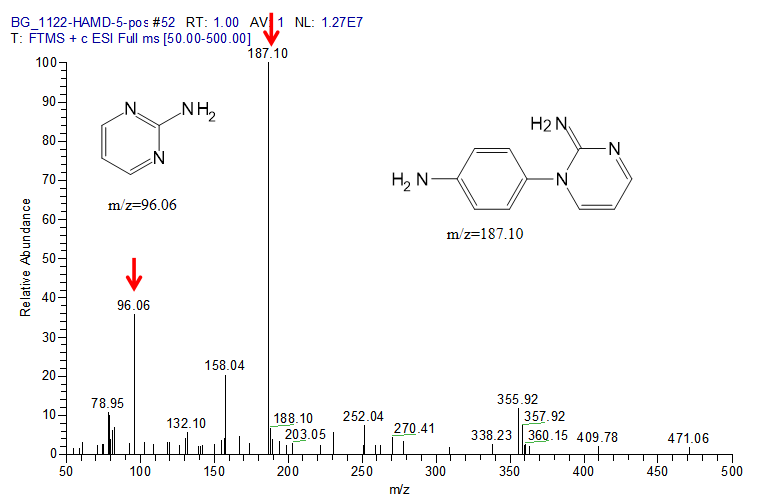 BG_1122-HAMD-5-pos #52 RT: 1.00 AV: 1 NL: 1.27E7
T: FTMS + c ESI Full ms [50.00-500.00]
187.10
100
90
80
70
60
50
40
30
20
10
0
Relative Abundance
N
NH2
N
m/z=96.06
H2N
N
H2N
N
m/z=187.10
96.06
158.04
78.95
132.10
188.10
203.05
252.04
270.41
338.23
355.92
357.92
360.15
409.78
471.06
50
100
150
200
250
300
350
400
450
500
m/z